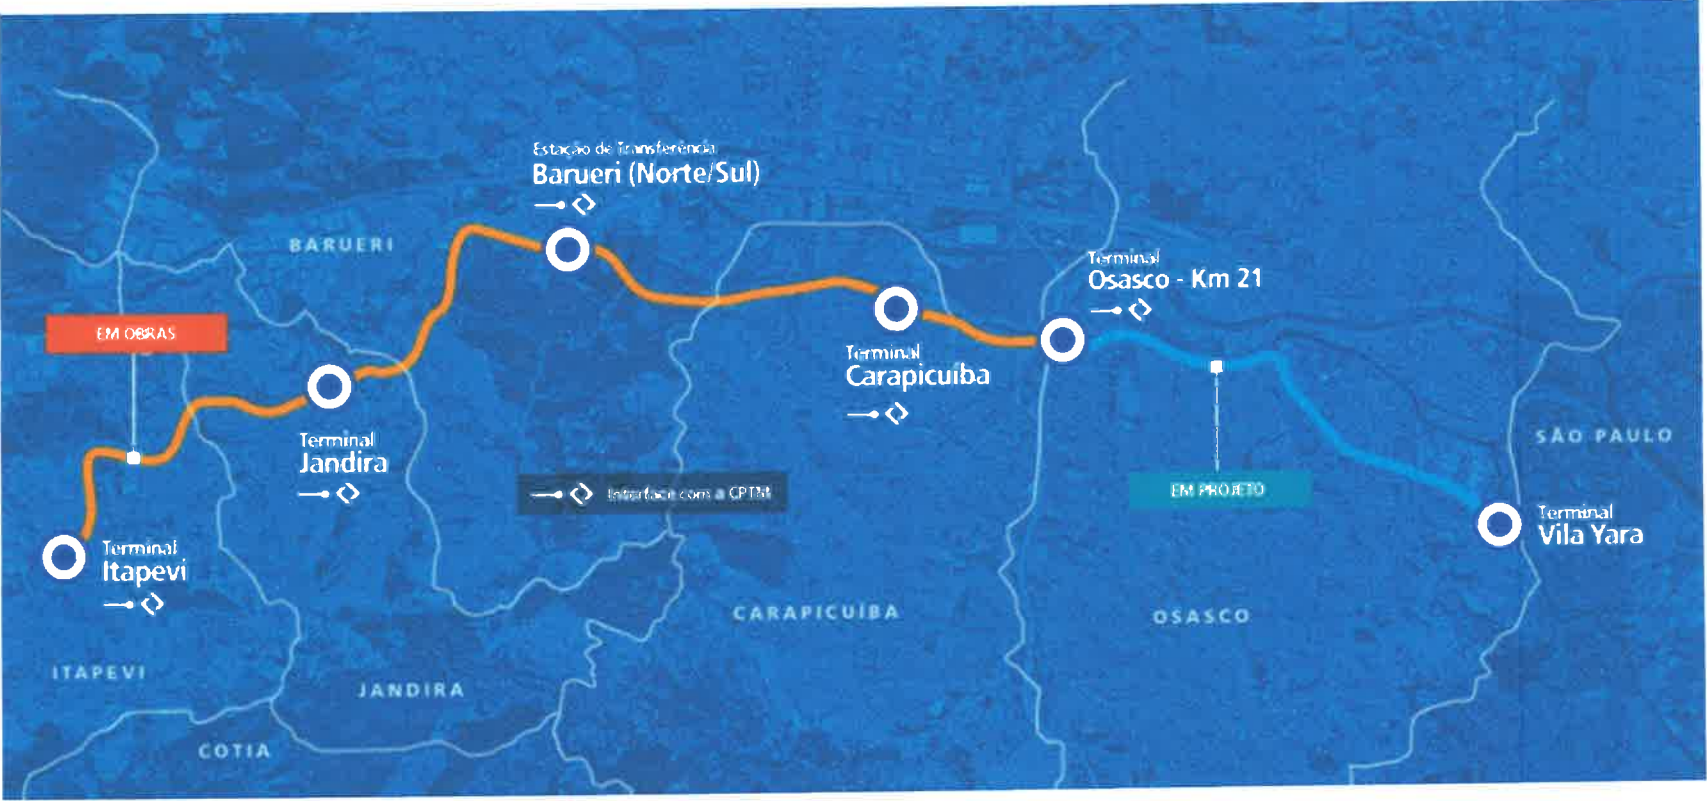 Estação de Transferência
Barueri (Norte/Sul)
BARUERI
Terminal
Osasco - Km 21
EM OBRAS
Terminal
Carapicuíba
Terminal
Jandira
SÃO PAULO
Interface com a CPTM
EM PROJETO
Terminal
Vila Yara
Terminal
Itapevi
CARAPICUÍBA
OSASCO
ITAPEVI
JANDIRA
COTIA